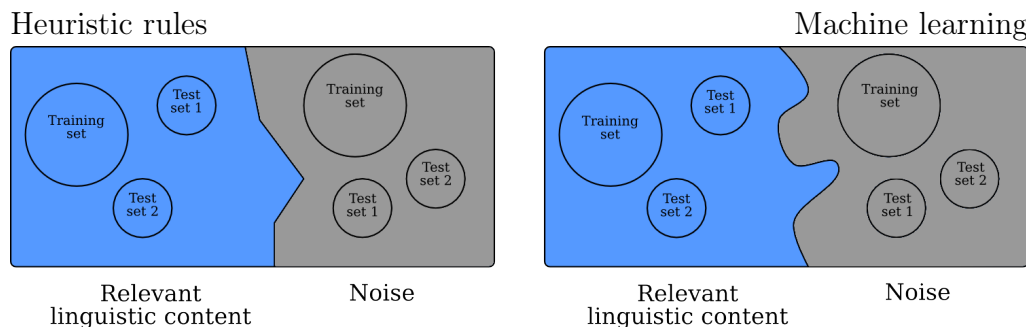 Heuristic rules
Training
set
Test
set 1
Test
set 2
Training
set
Test
set 1
Test
set 2
Relevant
linguistic content
Noise
Machine learning
Training
set
Test
set 1
Test
set 2
Training
set
Test
set 1
Test
set 2
Relevant
linguistic content
Noise